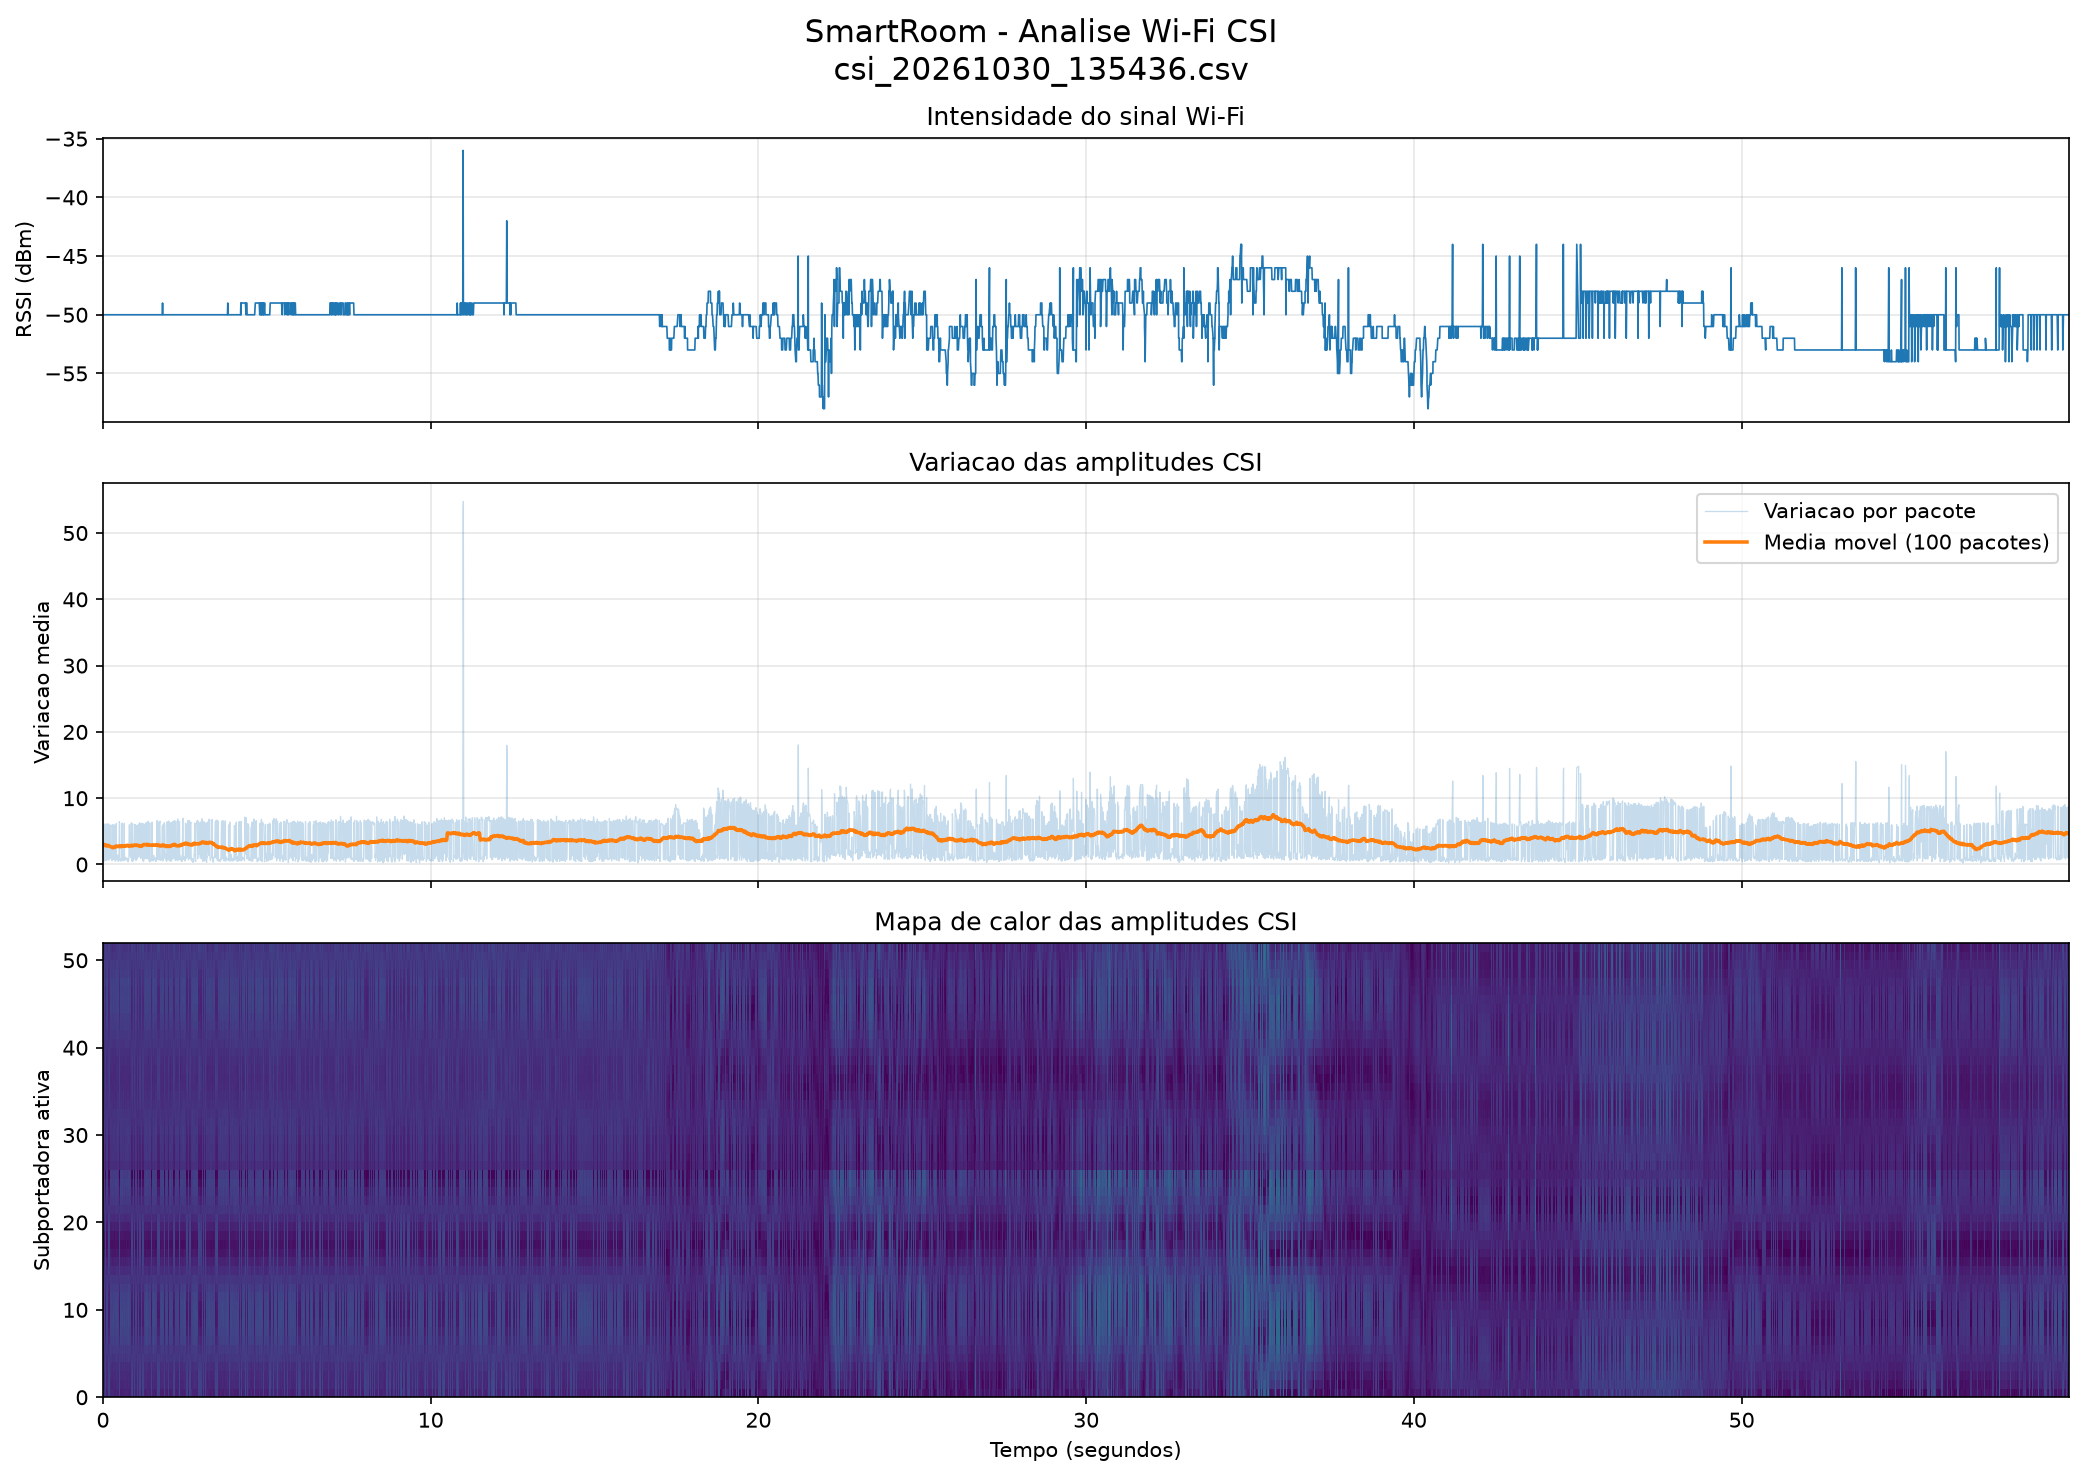 SmartRoom - Analise Wi-Fi CSI
csi_20261030_135436.csv
Intensidade do sinal Wi-Fi
RSSI (dBm)
−35
−40
−45
−50
−55
Variacao das amplitudes CSI
Variacao media
50
40
30
20
10
0
Variacao por pacote
Media movel (100 pacotes)
Mapa de calor das amplitudes CSI
Subportadora ativa
50
40
30
20
10
0
0 10 20 30 40 50
Tempo (segundos)